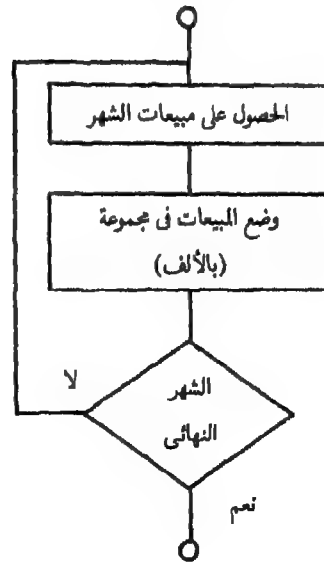 الحصول على مبيعات الشهر
وضع المبيعات فى مجموعة
(بالألف)
الشهر
النهائى
لا
نعم